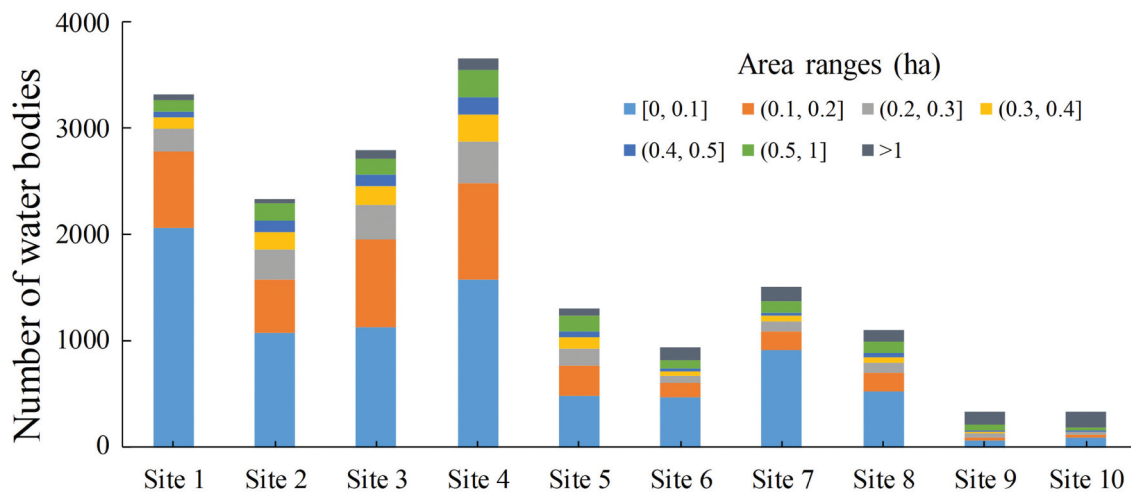 Number of water bodies
4000
3000
2000
1000
0
Area ranges (ha)
[0, 0.1] (0.1, 0.2] (0.2, 0.3] (0.3, 0.4]
(0.4, 0.5] (0.5, 1] >1
Site 1 Site 2 Site 3 Site 4 Site 5 Site 6 Site 7 Site 8 Site 9 Site 10